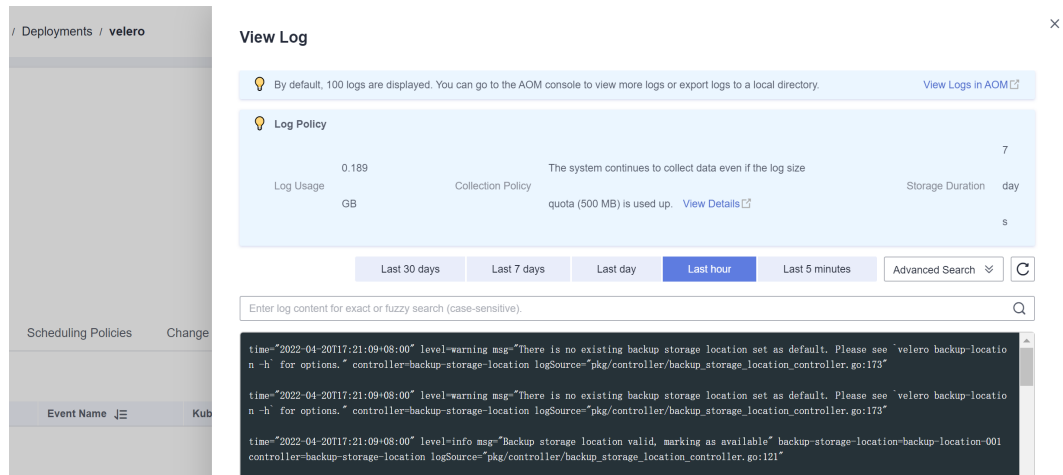 / Deployments / velero
View Log
By default, 100 logs are displayed. You can go to the AOM console to view more logs or export logs to a local directory.
View Logs in AOM
Log Policy
Log Usage
0.189
GB
Collection Policy
The system continues to collect data even if the log size
quota (500 MB) is used up. View Details
Storage Duration
7
day
s
Last 30 days
Last 7 days
Last day
Last hour
Last 5 minutes
Advanced Search
Enter log content for exact or fuzzy search (case-sensitive).
Scheduling Policies
Change
Event Name
Kub
time="2022-04-20T17:21:09+08:00" level=warning msg="There is no existing backup storage location set as default. Please see `velero backup-locatio
n -h` for options." controller=backup-storage-location logSource="pkg/controller/backup_storage_location_controller.go:173"
time="2022-04-20T17:21:09+08:00" level=warning msg="There is no existing backup storage location set as default. Please see `velero backup-locatio
n -h` for options." controller=backup-storage-location logSource="pkg/controller/backup_storage_location_controller.go:173"
time="2022-04-20T17:21:09+08:00" level=info msg="Backup storage location valid, marking as available" backup-storage-location=backup-location-001
controller=backup-storage-location logSource="pkg/controller/backup_storage_location_controller.go:121"